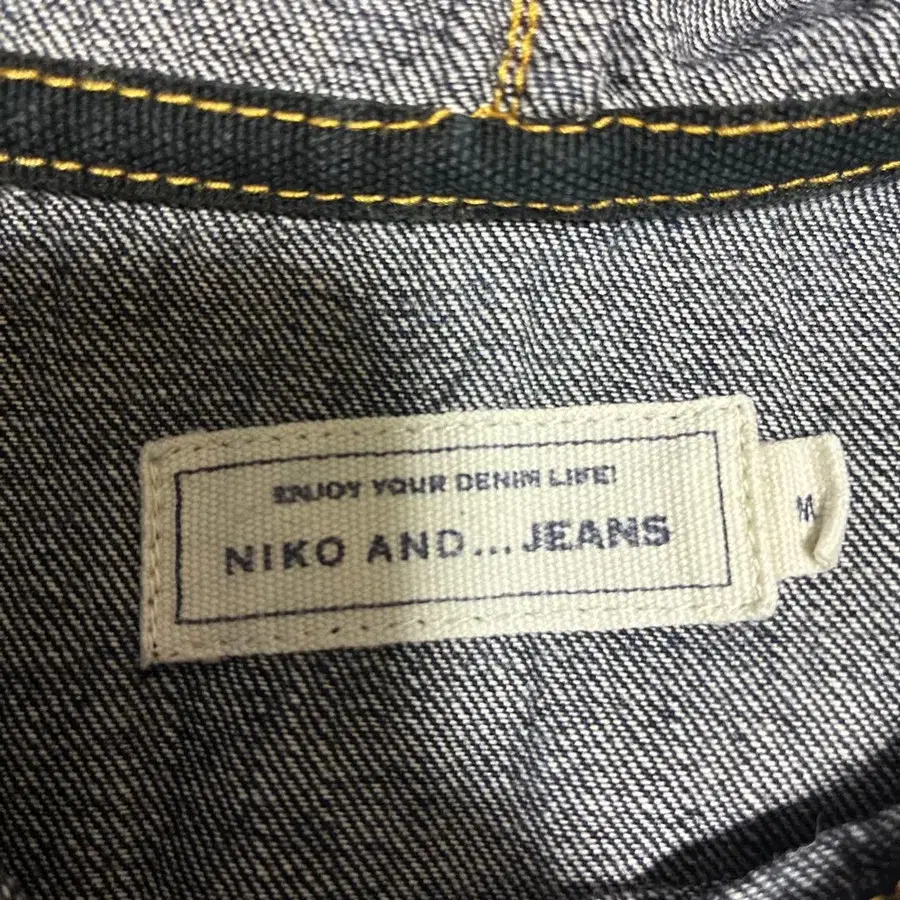 ENJOY YOUR DENIM LIFE!
NIKO AND...JEANS
M